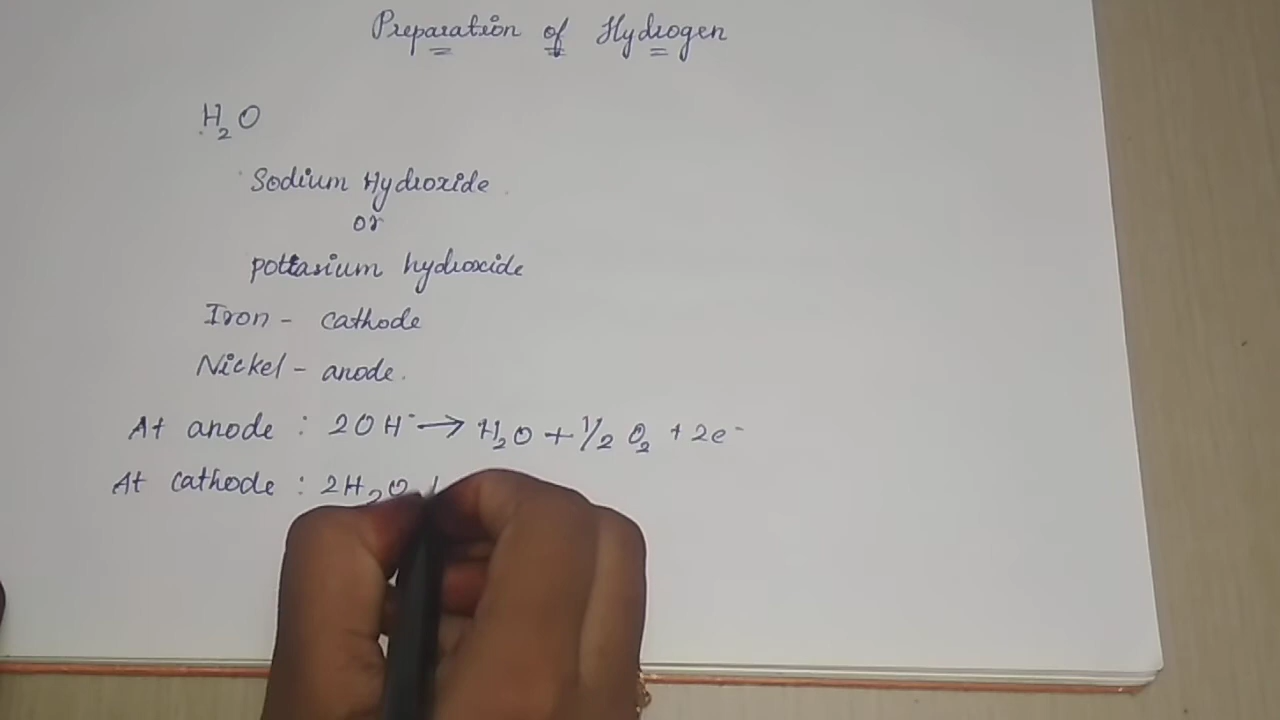 Preparation of Hydrogen
H₂O
Sodium Hydroxide
or
pottasium hydroxide
Iron - cathode
Nickel - anode.
At anode : 2OH⁻ → H₂O + 1/2 O₂ + 2e⁻
At cathode : 2H₂O